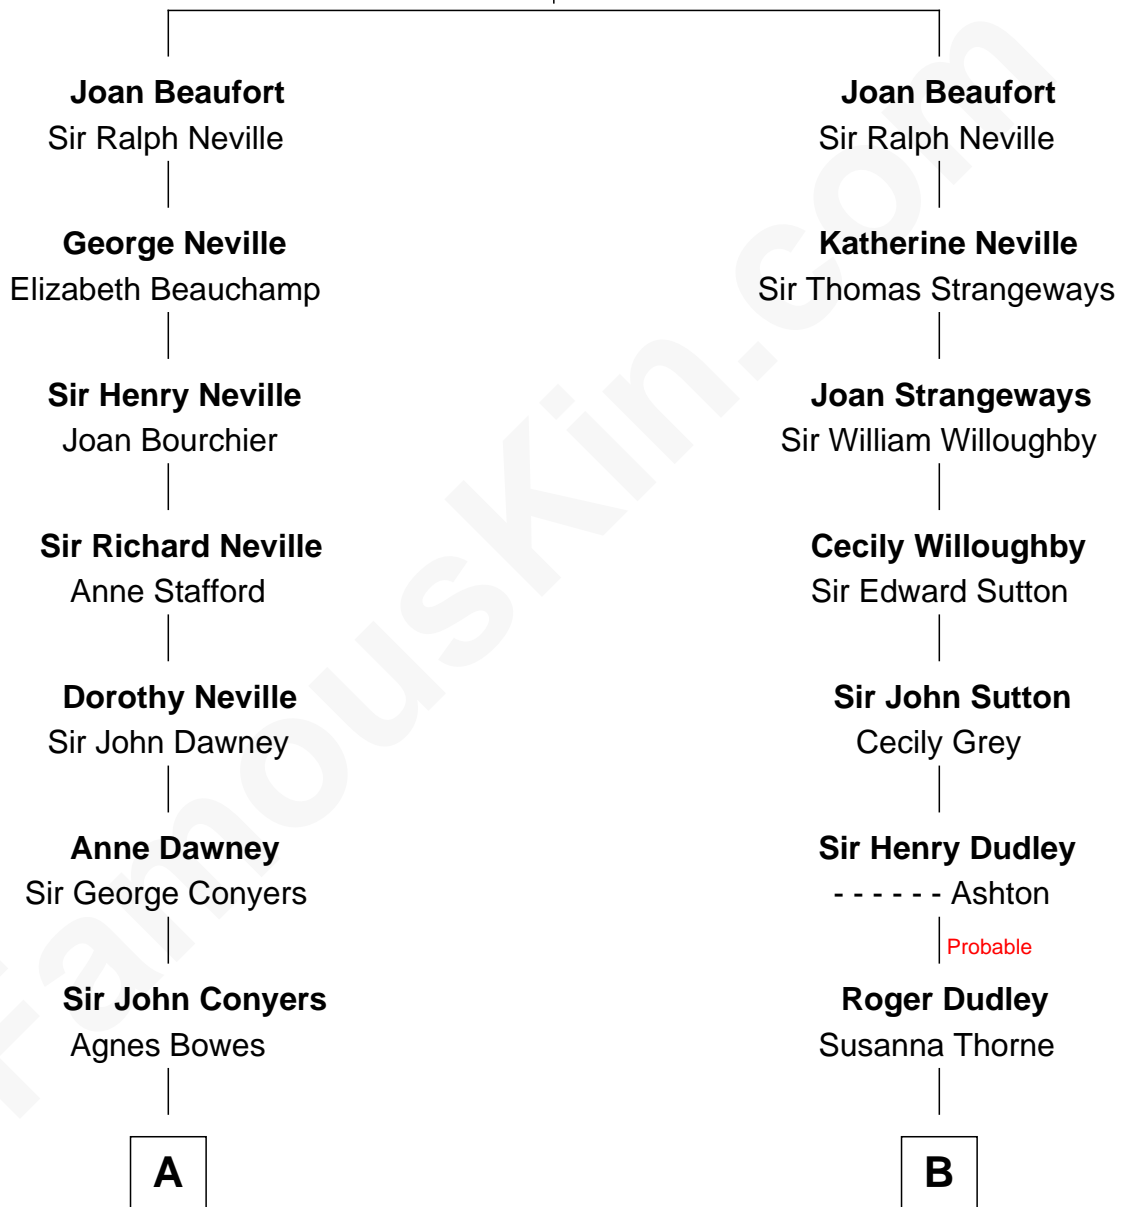 Joan Beaufort
Sir Ralph Neville
George Neville
Elizabeth Beauchamp
Sir Henry Neville
Joan Bourchier
Sir Richard Neville
Anne Stafford
Dorothy Neville
Sir John Dawney
Anne Dawney
Sir George Conyers
Sir John Conyers
Agnes Bowes
A
Joan Beaufort
Sir Ralph Neville
Katherine Neville
Sir Thomas Strangeways
Joan Strangeways
Sir William Willoughby
Cecily Willoughby
Sir Edward Sutton
Sir John Sutton
Cecily Grey
Sir Henry Dudley
- - - - - - Ashton
Probable
Roger Dudley
Susanna Thorne
B
FamousKin.com